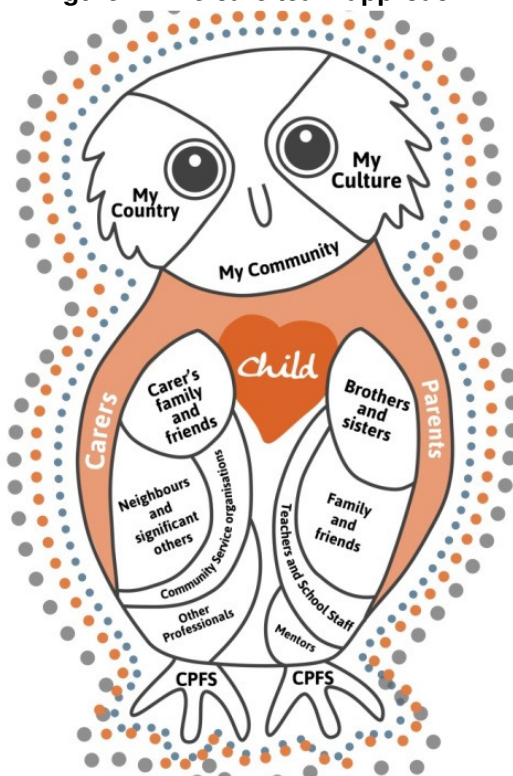 My
Country
My
Culture
My Community
Child
Carers
Parents
Carer's
family
and
friends
Brothers
and
sisters
Neighbours
and
significant
others
Community Service organisations
Teachers and School Staff
Family
and
friends
Other
Professionals
Mentors
CPFS
CPFS